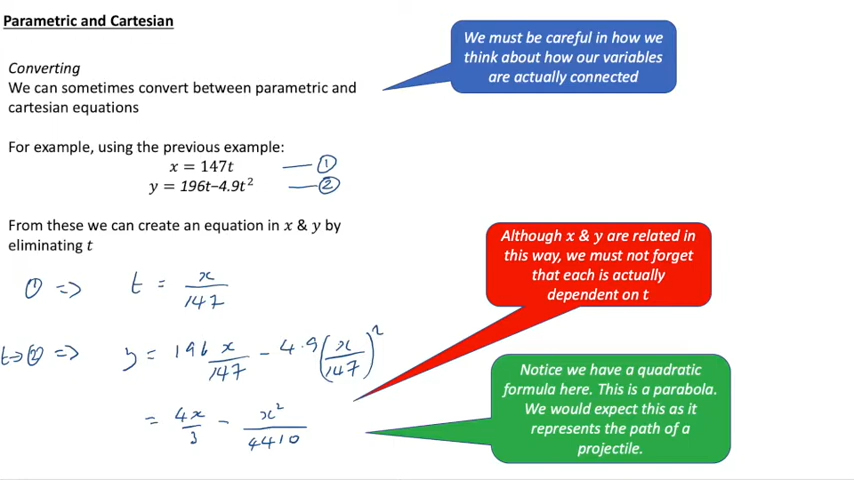 Parametric and Cartesian
We must be careful in how we
think about how our variables
are actually connected
Converting
We can sometimes convert between parametric and
cartesian equations
For example, using the previous example:
x = 147t —— ①
y = 196t–4.9t² —— ②
From these we can create an equation in x & y by
eliminating t
Although x & y are related in
this way, we must not forget
that each is actually
dependent on t
① => t = x/147
t→② => y = 196 x/147 - 4.9(x/147)²
= 4x/3 - x²/4410
Notice we have a quadratic
formula here. This is a parabola.
We would expect this as it
represents the path of a
projectile.